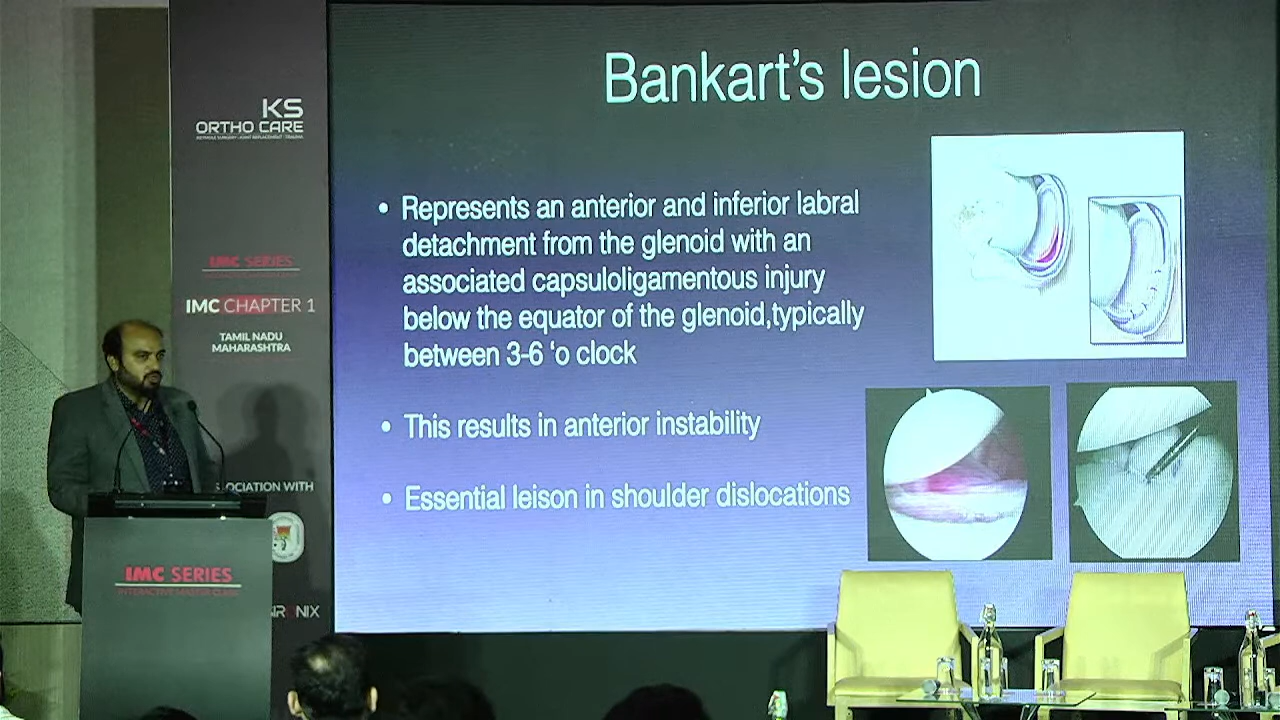 Bankart's lesion
• Represents an anterior and inferior labral
detachment from the glenoid with an
associated capsuloligamentous injury
below the equator of the glenoid,typically
between 3-6 ‘o clock
• This results in anterior instability
• Essential leison in shoulder dislocations
KS
ORTHO CARE
IMC SERIES
IMC CHAPTER 1
TAMIL NADU
MAHARASHTRA
OCIATION WITH
IMC SERIES
INTERACTIVE MASTER CLASS